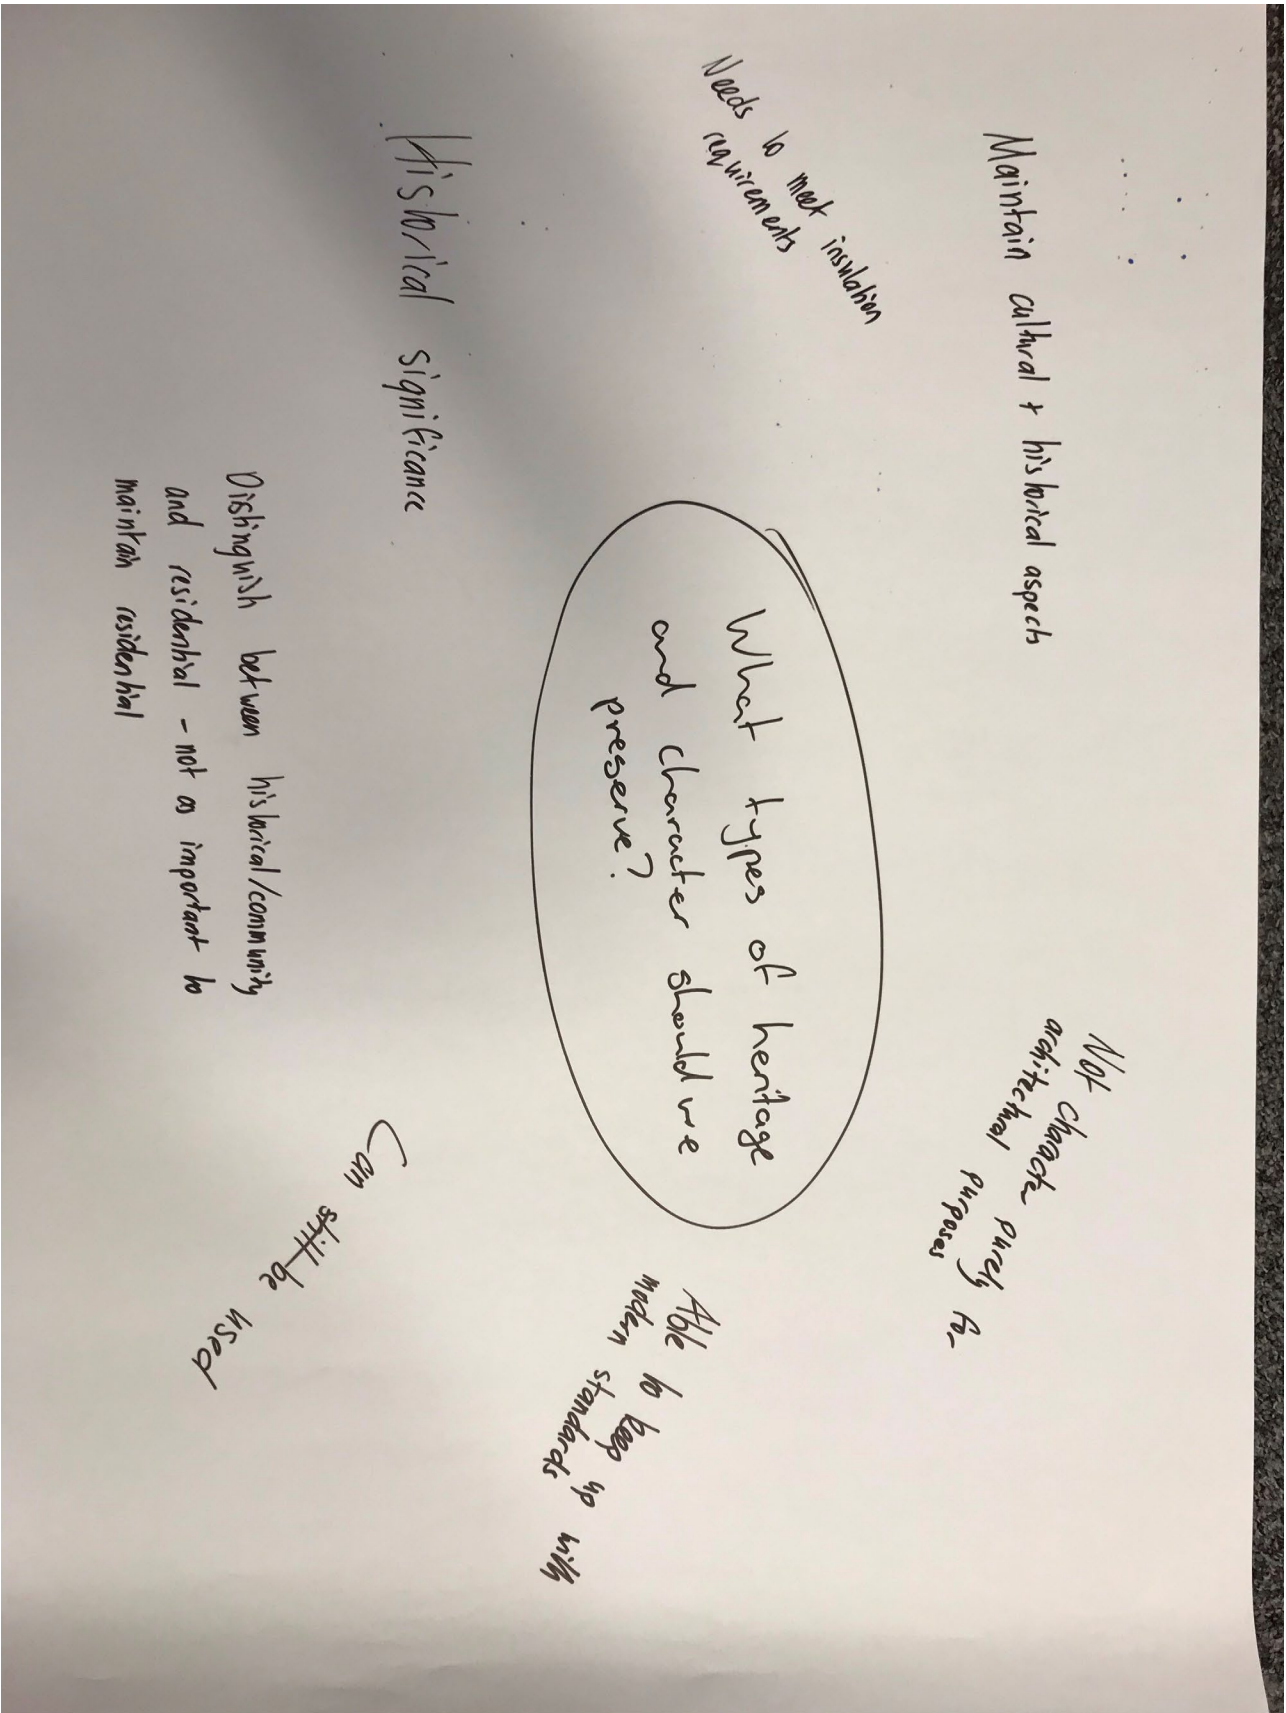 Maintain cultural + historical aspects
Not character purely for
architectural purposes
Needs to meet insulation
requirements
What types of heritage
and character should we
preserve?
Able to keep up with
modern standards
Historical significance
Can still be used
Distinguish between historical/community
and residential - not as important to
maintain residential